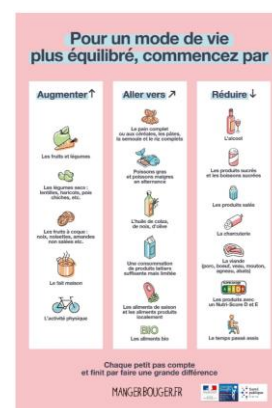 Pour un mode de vie
plus équilibré, commencez par
Augmenter ↑
Les fruits et légumes
Les légumes secs :
lentilles, haricots, pois
chiches, etc.
Les fruits à coque :
noix, noisettes, amandes
non salées etc.
Le fait maison
L'activité physique
Aller vers ↗
Le pain complet
ou aux céréales, les pâtes,
la semoule et le riz complets
Poissons gras
et poissons maigres
en alternance
L'huile de colza,
de noix, d'olive
Une consommation
de produits laitiers
suffisante mais limitée
Les aliments de saison
et les aliments produits
localement
BIO
Les aliments bio
Réduire ↓
L'alcool
Les produits sucrés
et les boissons sucrées
Les produits salés
La charcuterie
La viande
(porc, bœuf, veau, mouton,
agneau, abats)
Les produits avec
un Nutri-Score D et E
Le temps passé assis
Chaque petit pas compte
et finit par faire une grande différence
MANGERBOUGER.FR